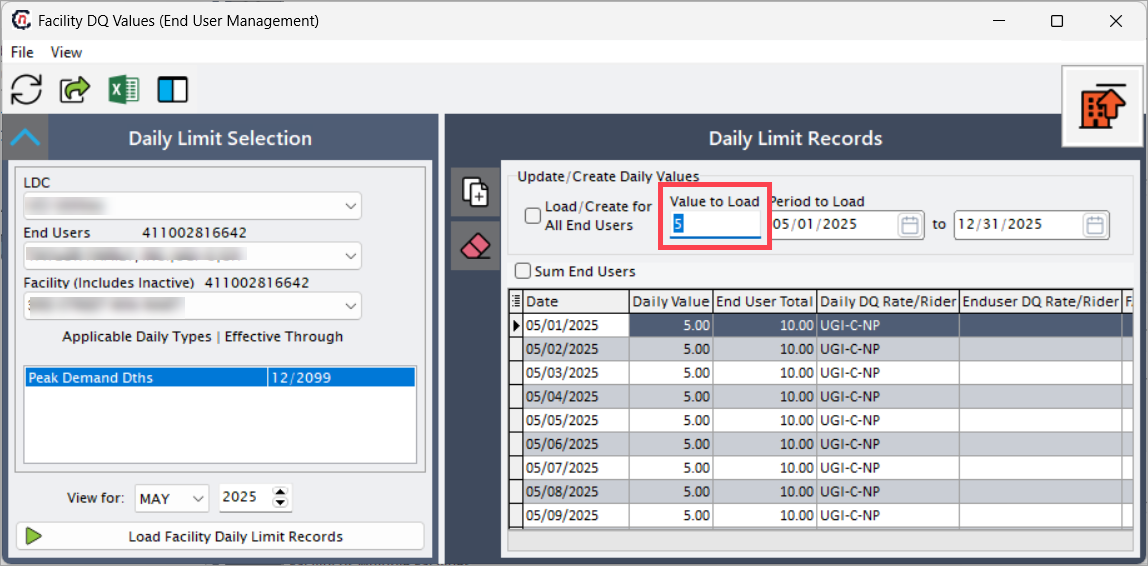 Facility DQ Values (End User Management)
File View
Daily Limit Selection
LDC
End Users 411002816642
Facility (Includes Inactive) 411002816642
Applicable Daily Types | Effective Through
Peak Demand Dths 12/2099
View for: MAY 2025
Load Facility Daily Limit Records
Daily Limit Records
Update/Create Daily Values
Load/Create for
All End Users
Value to Load
5
Period to Load
05/01/2025 to 12/31/2025
Sum End Users
Date Daily Value End User Total Daily DQ Rate/Rider Enduser DQ Rate/Rider
05/01/2025 5.00 10.00 UGI-C-NP
05/02/2025 5.00 10.00 UGI-C-NP
05/03/2025 5.00 10.00 UGI-C-NP
05/04/2025 5.00 10.00 UGI-C-NP
05/05/2025 5.00 10.00 UGI-C-NP
05/06/2025 5.00 10.00 UGI-C-NP
05/07/2025 5.00 10.00 UGI-C-NP
05/08/2025 5.00 10.00 UGI-C-NP
05/09/2025 5.00 10.00 UGI-C-NP